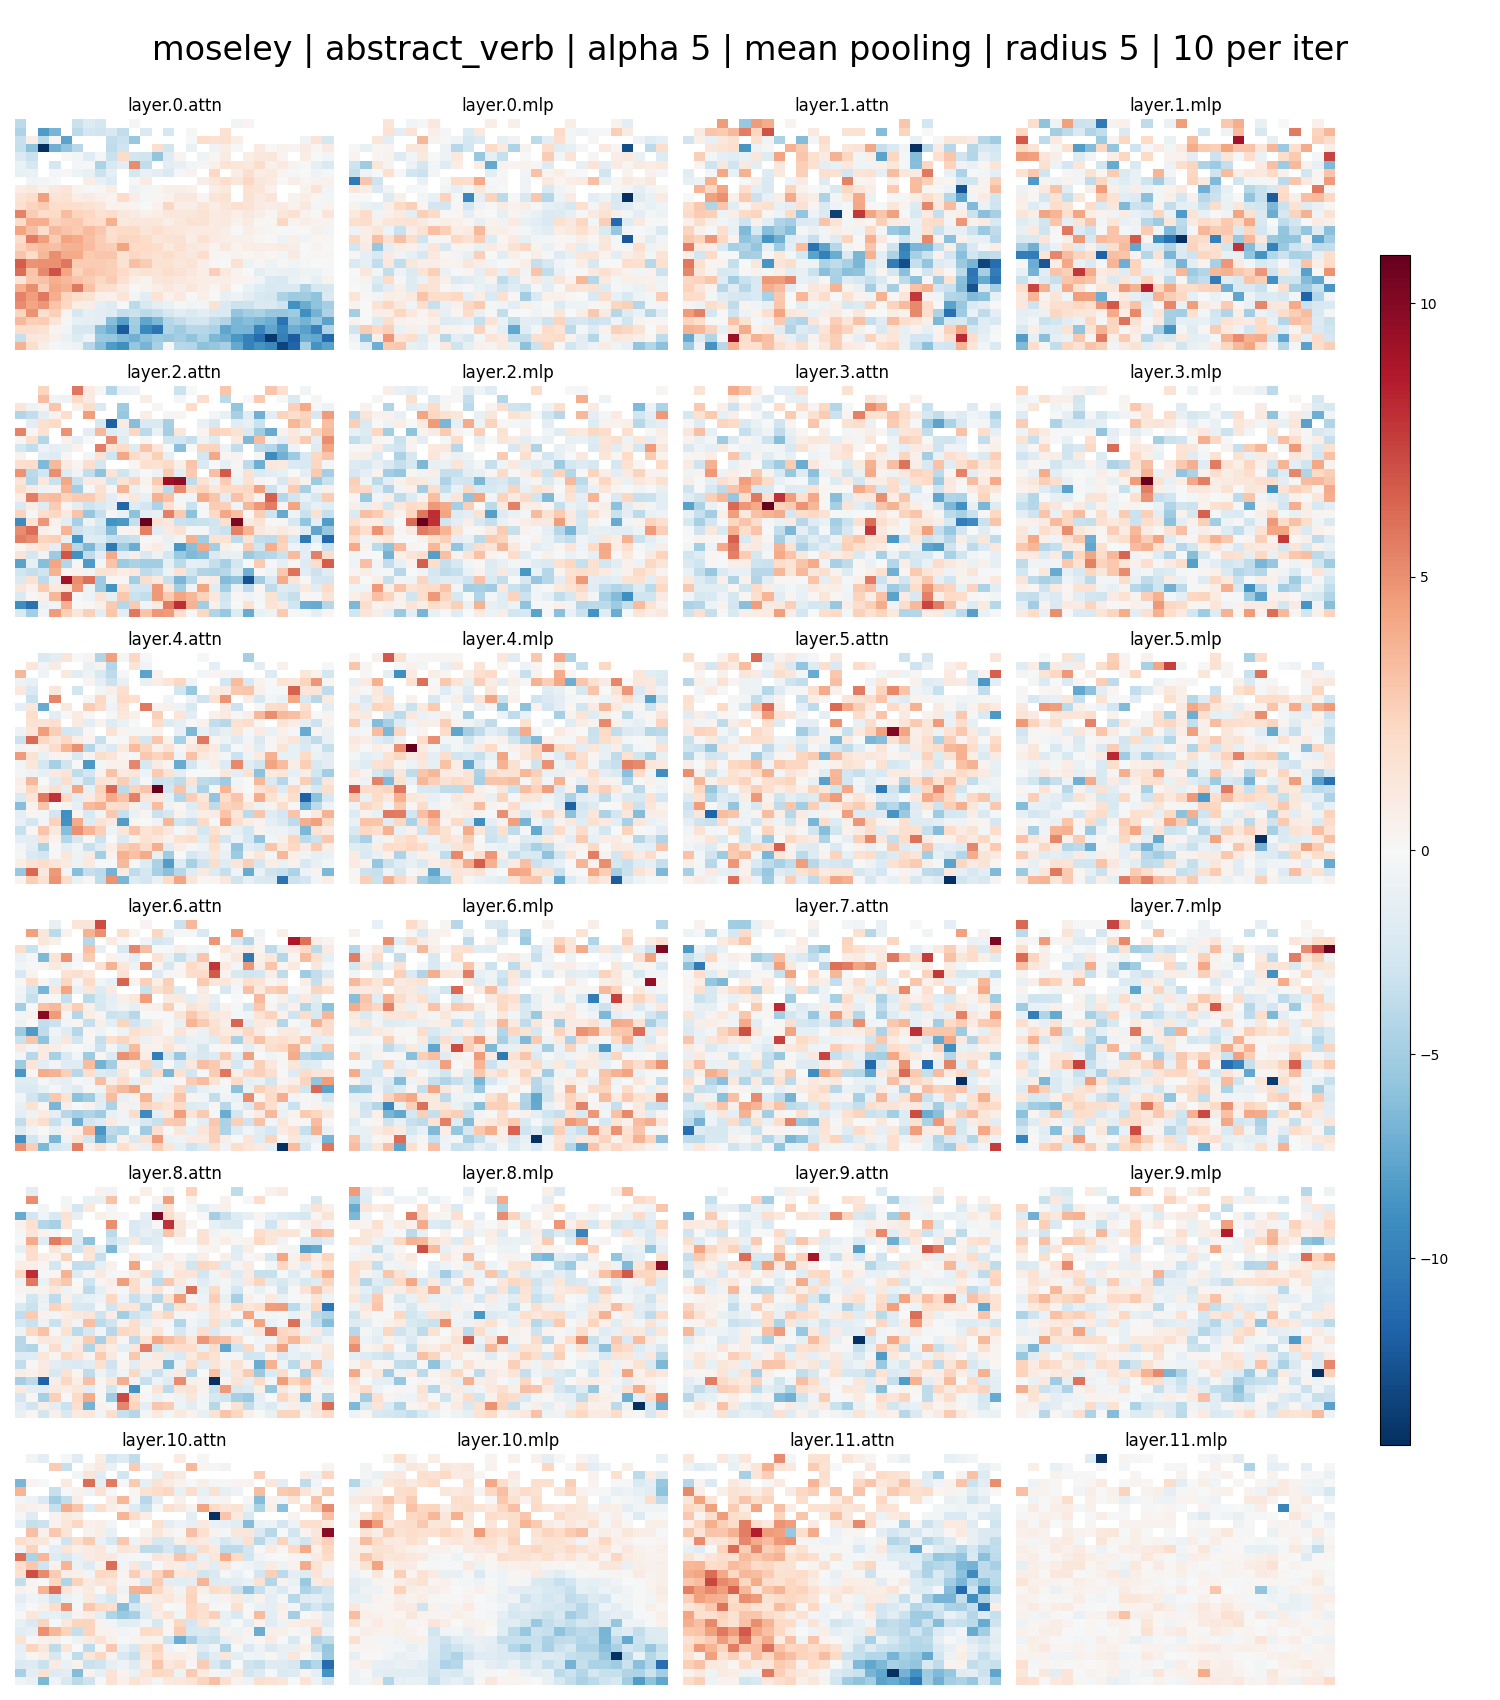 moseley | abstract_verb | alpha 5 | mean pooling | radius 5 | 10 per iter
layer.0.attn layer.0.mlp layer.1.attn layer.1.mlp
layer.2.attn layer.2.mlp layer.3.attn layer.3.mlp
layer.4.attn layer.4.mlp layer.5.attn layer.5.mlp
layer.6.attn layer.6.mlp layer.7.attn layer.7.mlp
layer.8.attn layer.8.mlp layer.9.attn layer.9.mlp
layer.10.attn layer.10.mlp layer.11.attn layer.11.mlp
10
5
0
−5
−10